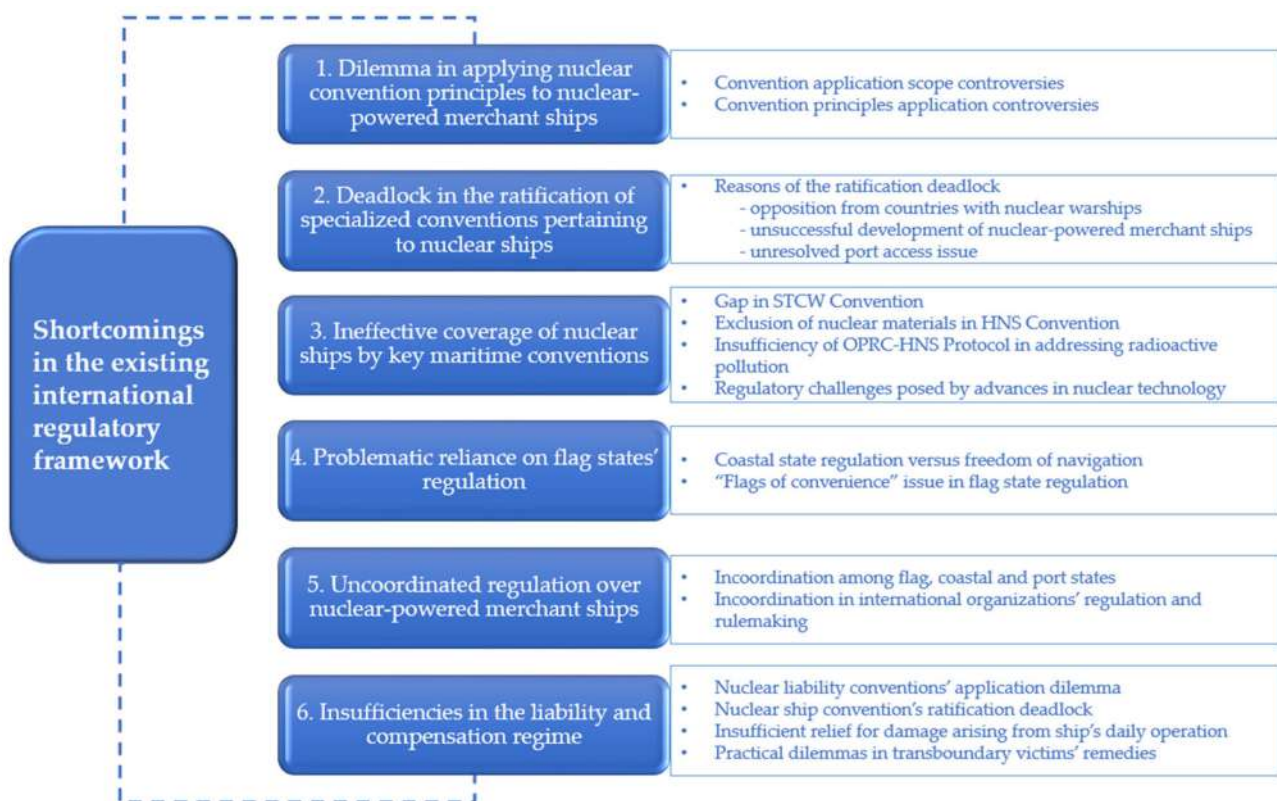 Shortcomings
in the existing
international
regulatory
framework
1. Dilemma in applying nuclear
convention principles to nuclear-
powered merchant ships
• Convention application scope controversies
• Convention principles application controversies
2. Deadlock in the ratification of
specialized conventions pertaining
to nuclear ships
• Reasons of the ratification deadlock
- opposition from countries with nuclear warships
- unsuccessful development of nuclear-powered merchant ships
- unresolved port access issue
3. Ineffective coverage of nuclear
ships by key maritime conventions
• Gap in STCW Convention
• Exclusion of nuclear materials in HNS Convention
• Insufficiency of OPRC-HNS Protocol in addressing radioactive
pollution
• Regulatory challenges posed by advances in nuclear technology
4. Problematic reliance on flag states'
regulation
• Coastal state regulation versus freedom of navigation
• "Flags of convenience" issue in flag state regulation
5. Uncoordinated regulation over
nuclear-powered merchant ships
• Incoordination among flag, coastal and port states
• Incoordination in international organizations' regulation and
rulemaking
6. Insufficiencies in the liability and
compensation regime
• Nuclear liability conventions' application dilemma
• Nuclear ship convention's ratification deadlock
• Insufficient relief for damage arising from ship's daily operation
• Practical dilemmas in transboundary victims' remedies